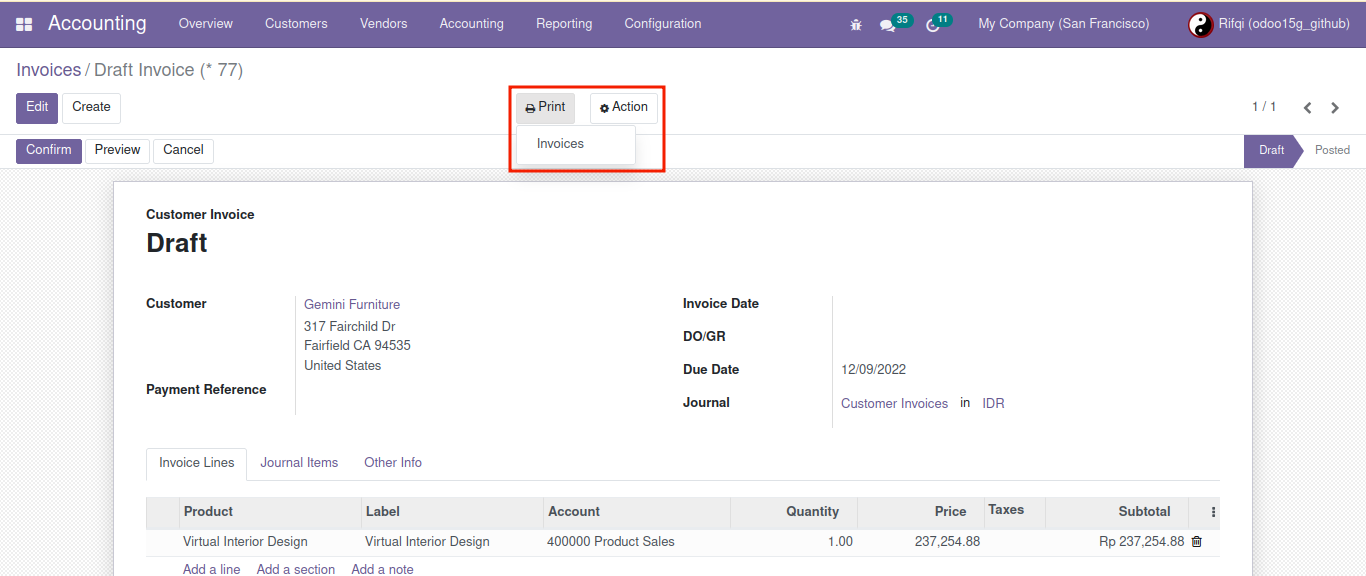 Accounting Overview Customers Vendors Accounting Reporting Configuration 35 11 My Company (San Francisco) Rifqi (odoo15g_github)
Invoices / Draft Invoice (* 77)
Edit Create Print Action 1 / 1
Invoices
Confirm Preview Cancel Draft Posted
Customer Invoice
Draft
Customer Gemini Furniture Invoice Date
317 Fairchild Dr
Fairfield CA 94535 DO/GR
United States Due Date 12/09/2022
Payment Reference
Journal Customer Invoices in IDR
Invoice Lines Journal Items Other Info
Product Label Account Quantity Price Taxes Subtotal
Virtual Interior Design Virtual Interior Design 400000 Product Sales 1.00 237,254.88 Rp 237,254.88
Add a line Add a section Add a note